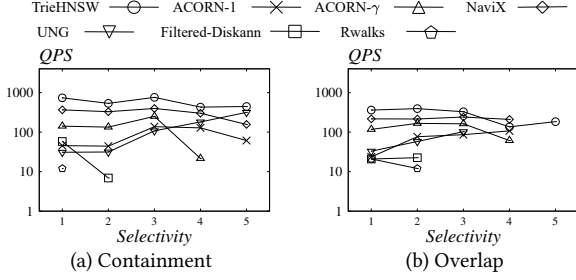 TrieHNSW ACORN-1 ACORN-γ NaviX
UNG Filtered-Diskann Rwalks
QPS QPS
1000 1000
100 100
10 10
1 1
1 2 3 4 5 1 2 3 4 5
Selectivity Selectivity
(a) Containment (b) Overlap